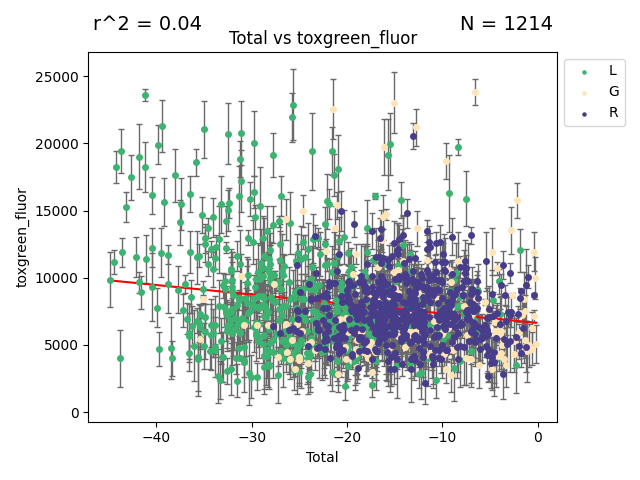 r^2 = 0.04
N = 1214
Total vs toxgreen_fluor
25000
20000
15000
10000
5000
0
toxgreen_fluor
−40
−30
−20
−10
0
Total
L
G
R